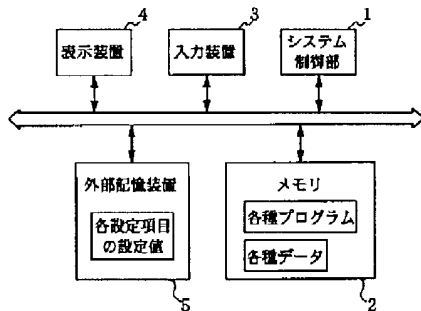 4
3
1
表示装置
入力装置
システム
制御部
外部記憶装置
各設定項目
の設定値
メモリ
各種プログラム
各種データ
5
2